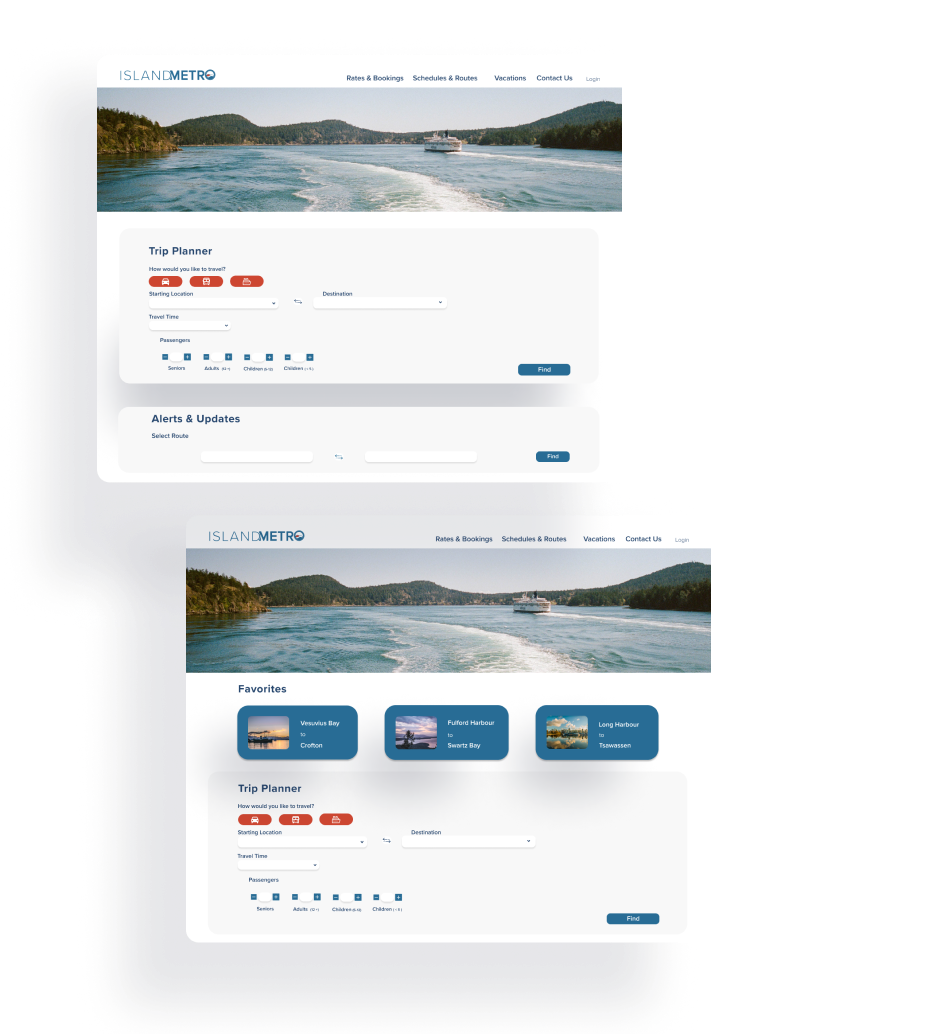 ISLANDMETRO
Rates & Bookings Schedules & Routes Vacations Contact Us Login
Trip Planner
How would you like to travel?
Starting Location Destination
Travel Time
Passengers
Seniors Adults (12 +) Children (5-12) Children ( < 5 )
Find
Alerts & Updates
Select Route
Find
ISLANDMETRO
Rates & Bookings Schedules & Routes Vacations Contact Us Login
Favorites
Vesuvius Bay
to
Crofton
Fulford Harbour
to
Swartz Bay
Long Harbour
to
Tsawassen
Trip Planner
How would you like to travel?
Starting Location Destination
Travel Time
Passengers
Seniors Adults (12 +) Children Children
Find